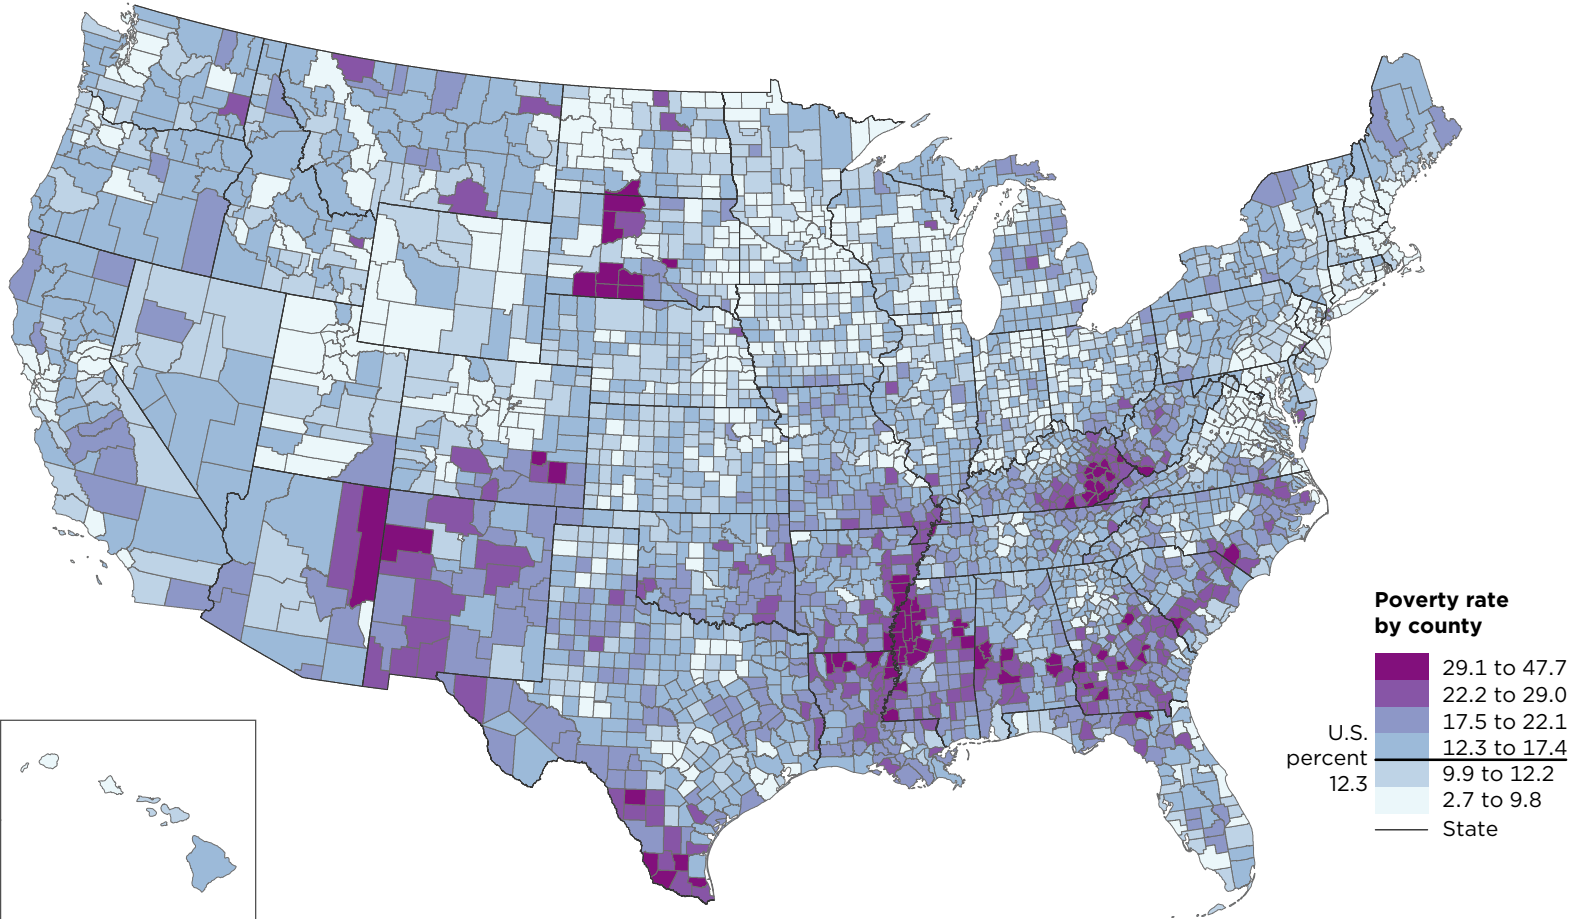 Poverty rate
by county
29.1 to 47.7
22.2 to 29.0
17.5 to 22.1
12.3 to 17.4
U.S.
percent
12.3
9.9 to 12.2
2.7 to 9.8
State